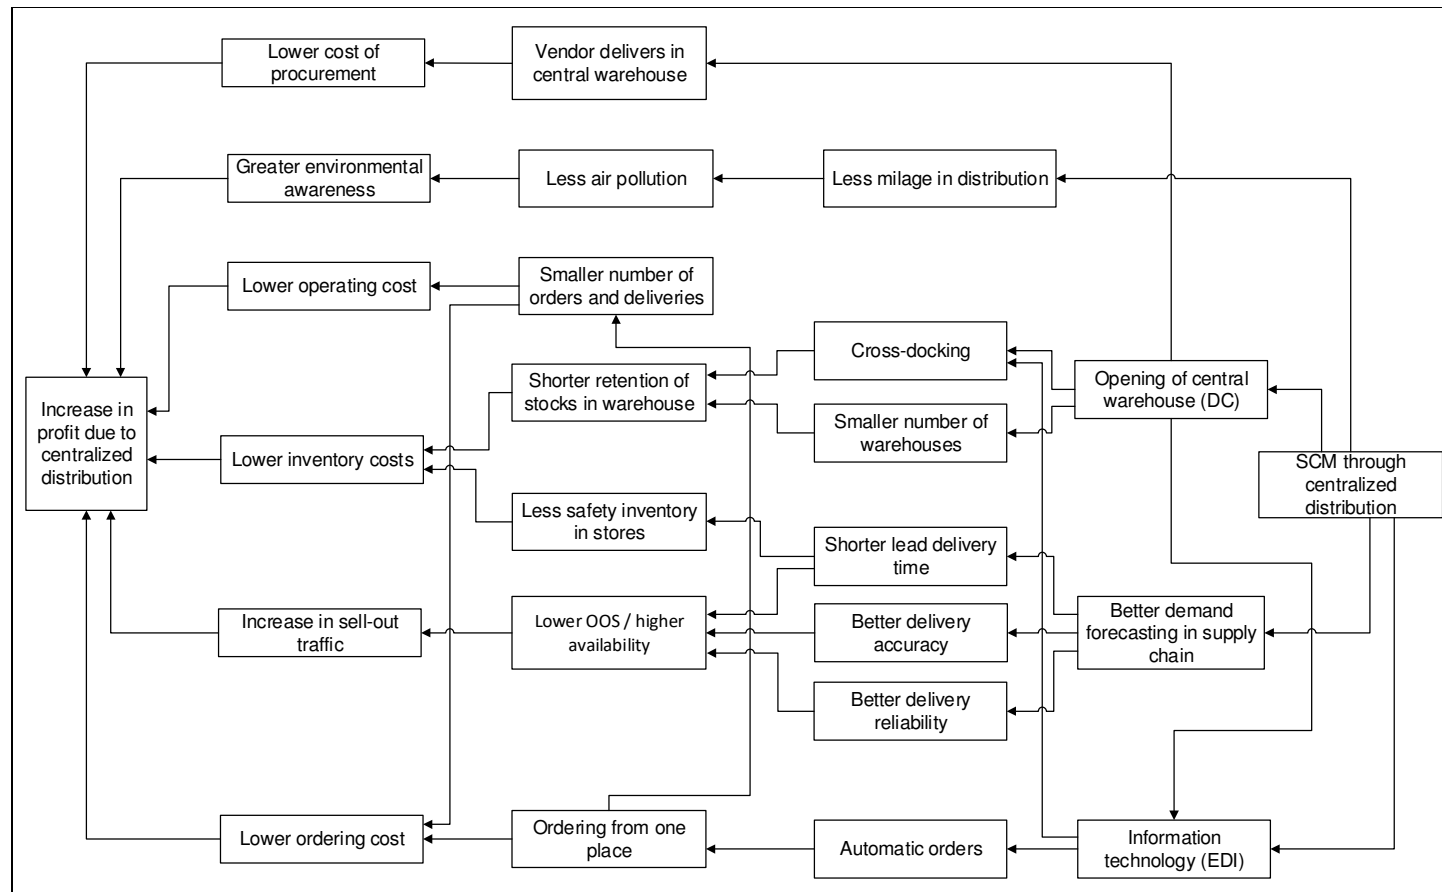 Lower cost of
procurement
Vendor delivers in
central warehouse
Greater environmental
awareness
Less air pollution
Less milage in distribution
Lower operating cost
Smaller number of
orders and deliveries
Cross-docking
Opening of central
warehouse (DC)
Increase in
profit due to
centralized
distribution
Shorter retention of
stocks in warehouse
Smaller number of
warehouses
Lower inventory costs
SCM through
centralized
distribution
Less safety inventory
in stores
Shorter lead delivery
time
Increase in sell-out
traffic
Lower OOS / higher
availability
Better delivery
accuracy
Better demand
forecasting in supply
chain
Better delivery
reliability
Lower ordering cost
Ordering from one
place
Automatic orders
Information
technology (EDI)